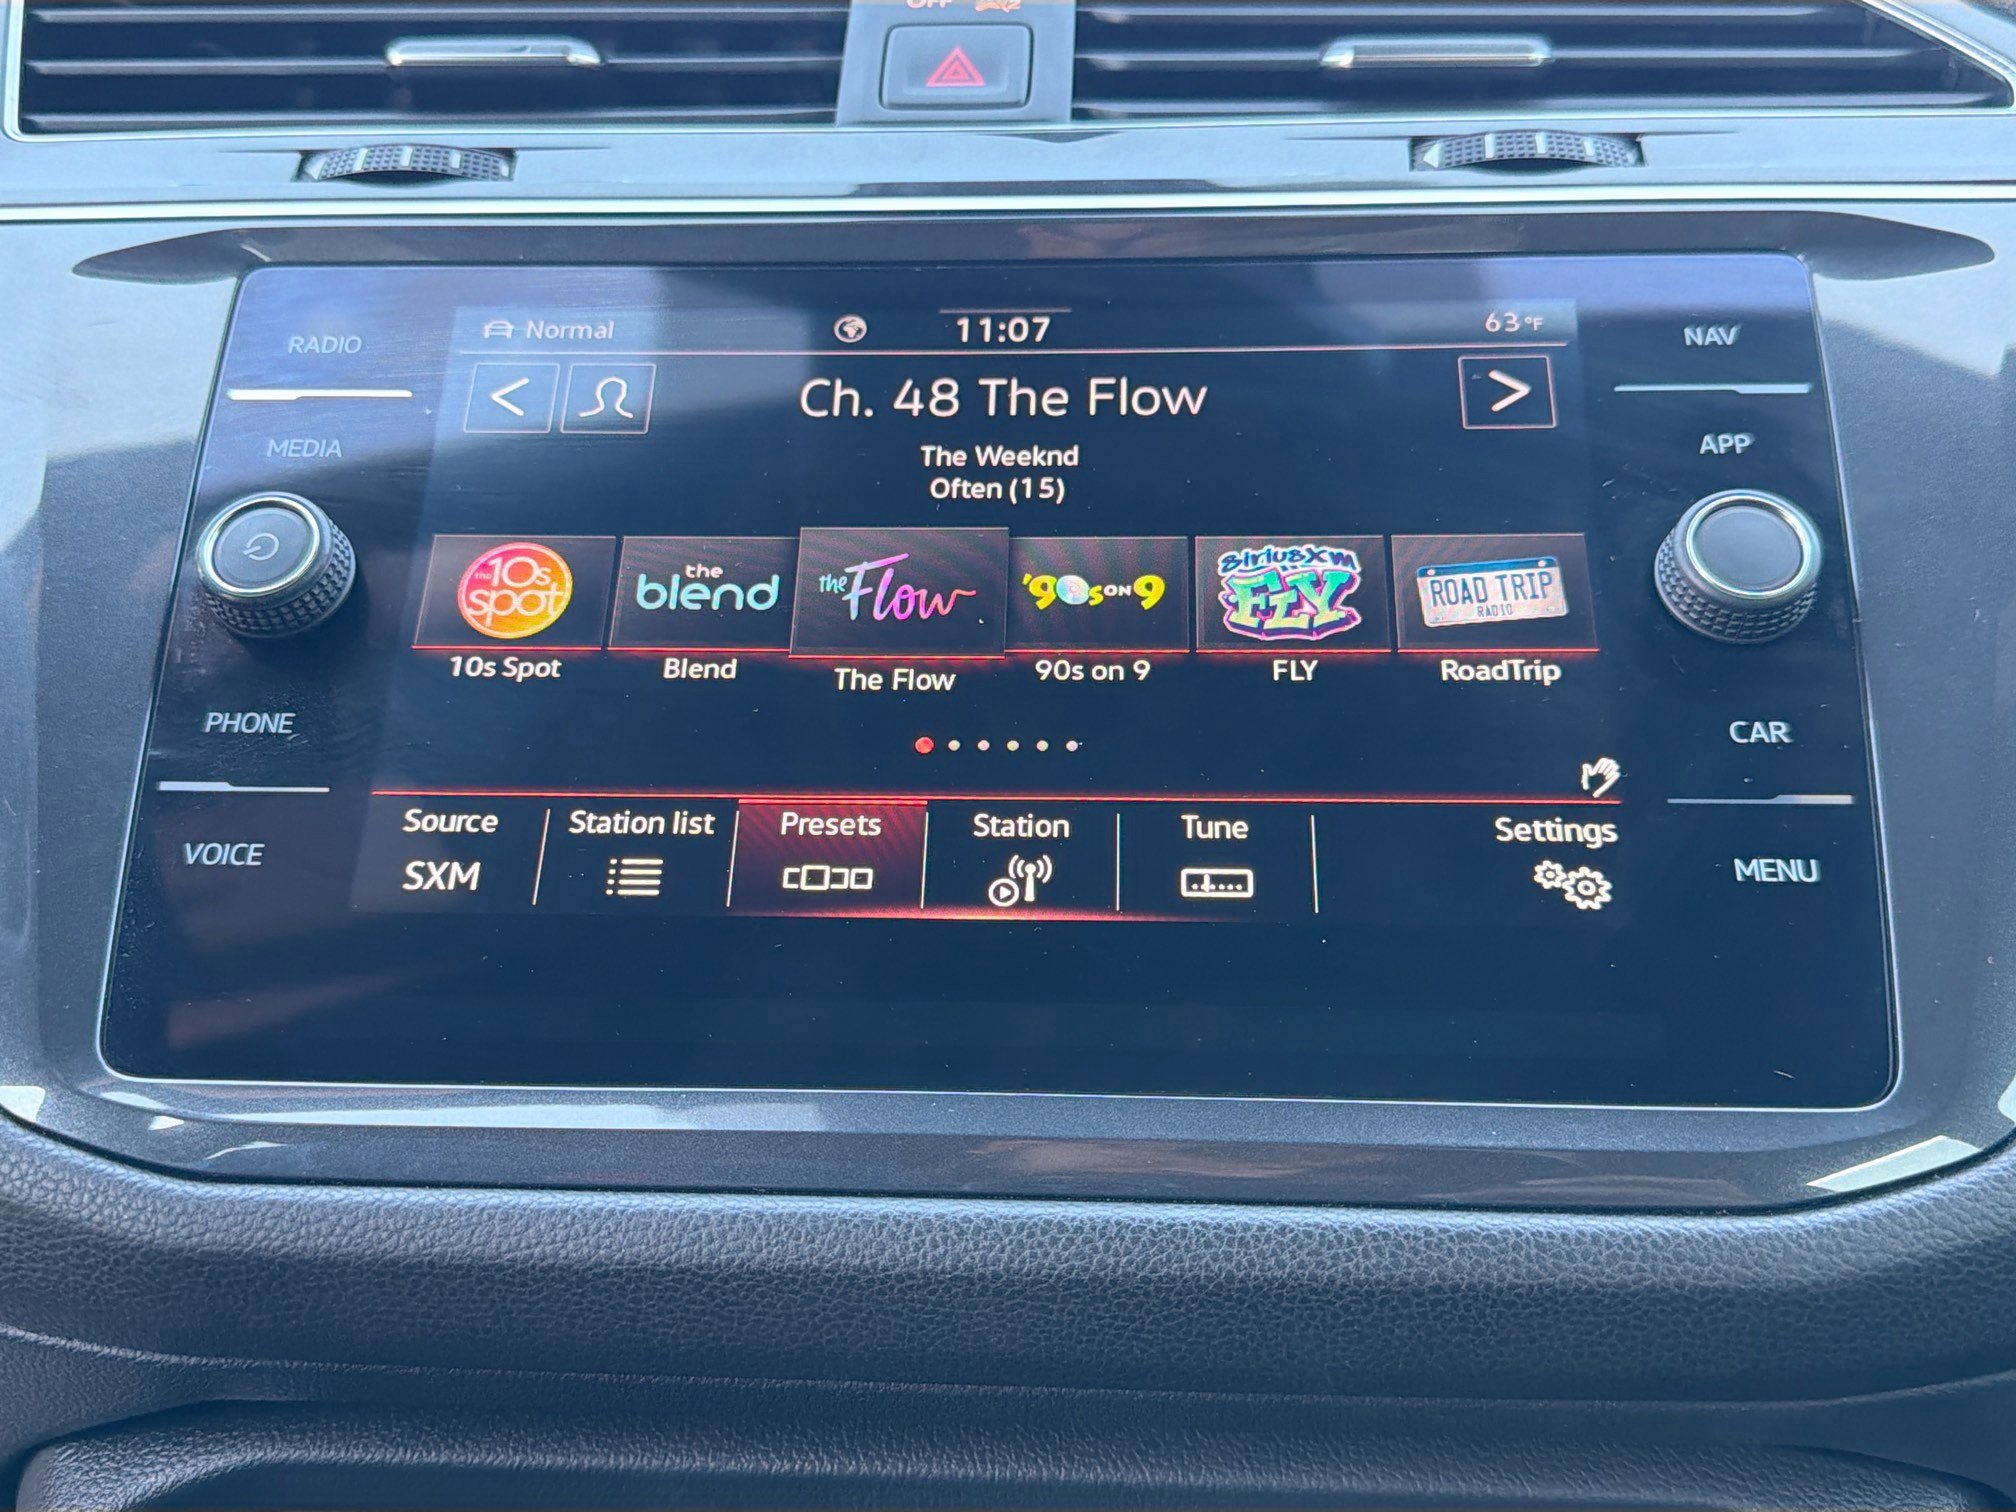 OFF
RADIO
MEDIA
PHONE
VOICE
Normal
11:07
63°F
< >
Ch. 48 The Flow
The Weeknd
Often (15)
the 10s spot
the blend
the Flow
'90s ON 9
siriusxm FLY
ROAD TRIP RADIO
10s Spot
Blend
The Flow
90s on 9
FLY
RoadTrip
Source
SXM
Station list
Presets
Station
Tune
Settings
NAV
APP
CAR
MENU